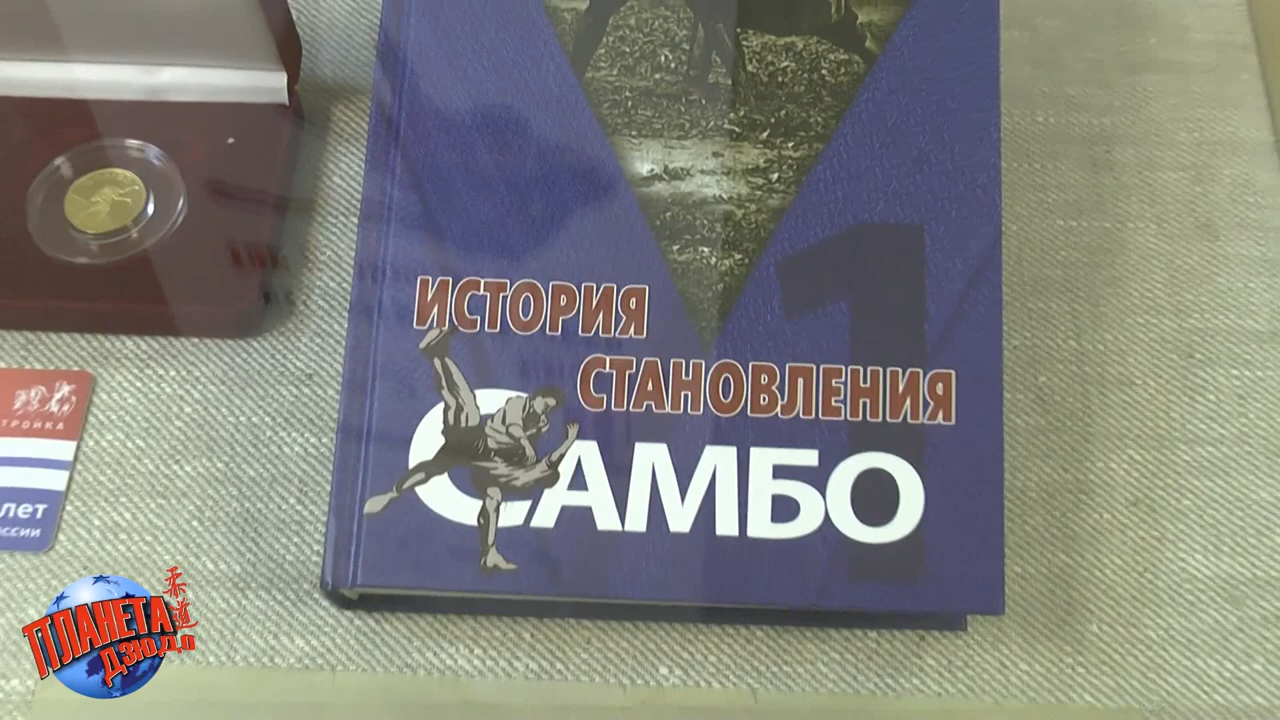 ИСТОРИЯ
СТАНОВЛЕНИЯ
САМБО
1
ТРОЙКА
лет
ссии
ПЛАНЕТА
ДЗЮДО
柔道